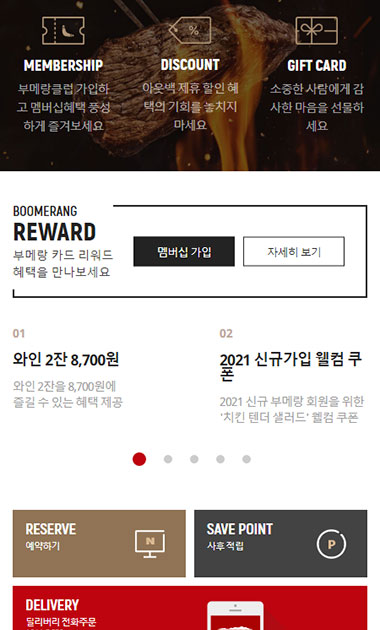 MEMBERSHIP
부메랑클럽 가입하
고 멤버십혜택 풍성
하게 즐겨보세요
%
DISCOUNT
아웃백 제휴 할인 혜
택의 기회를 놓치지
마세요
GIFT CARD
소중한 사람에게 감
사한 마음을 선물하
세요
BOOMERANG
REWARD
부메랑 카드 리워드
혜택을 만나보세요
멤버십 가입
자세히 보기
01
와인 2잔 8,700원
와인 2잔을 8,700원에
즐길 수 있는 혜택 제공
02
2021 신규가입 웰컴 쿠
폰
2021 신규 부메랑 회원을 위한
'치킨 텐더 샐러드' 웰컴 쿠폰
RESERVE
예약하기
N
SAVE POINT
사후 적립
P
DELIVERY
딜리버리 전화주문